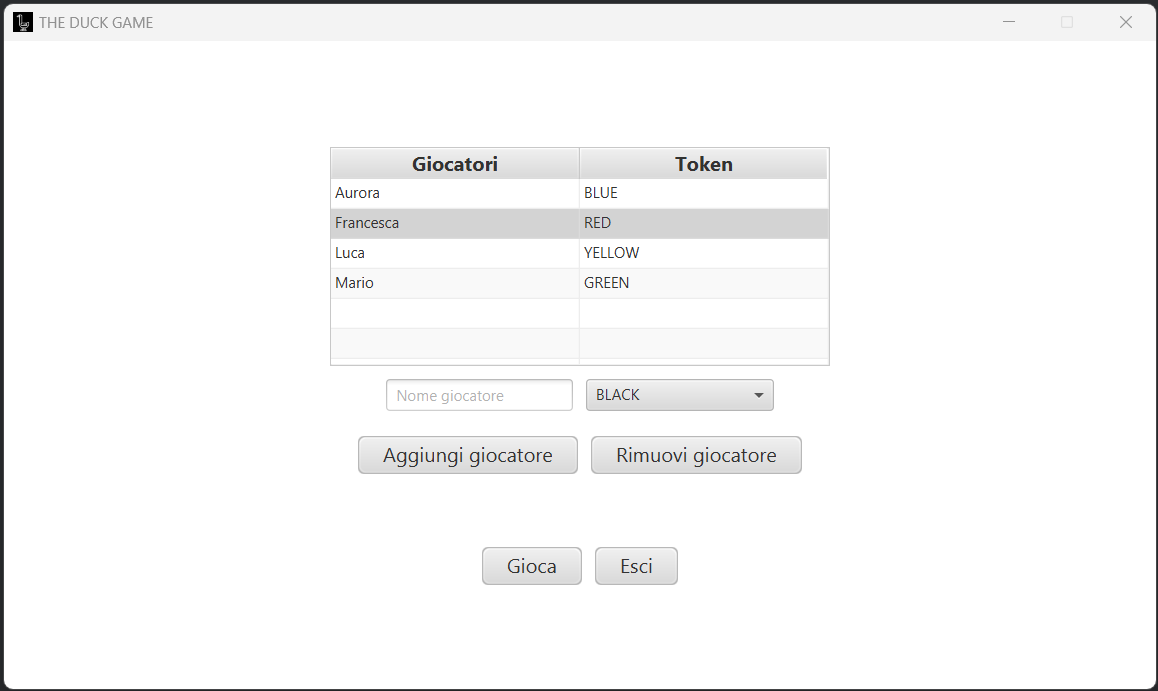 THE DUCK GAME
Giocatori Token
Aurora BLUE
Francesca RED
Luca YELLOW
Mario GREEN
Nome giocatore BLACK
Aggiungi giocatore Rimuovi giocatore
Gioca Esci